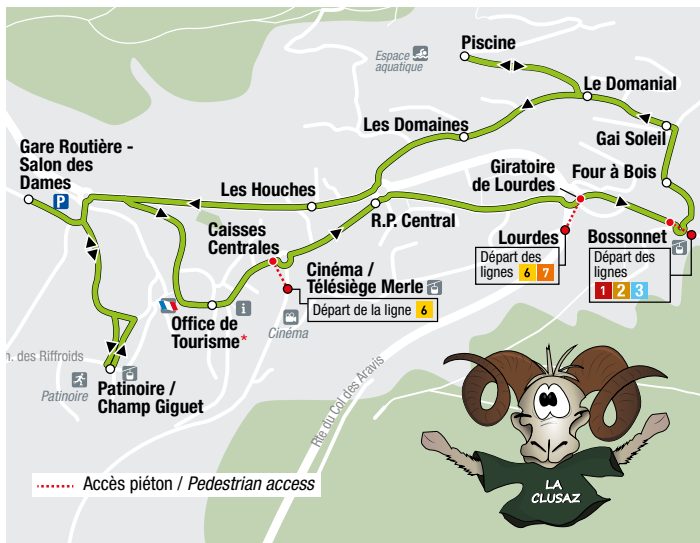 Piscine
Espace
aquatique
Le Domanial
Les Domaines
Gai Soleil
Gare Routière -
Salon des
Dames
P
Giratoire
de Lourdes
Four à Bois
Les Houches
R.P. Central
Caisses
Centrales
Lourdes
Départ des
lignes 6 7
Bossonnet
Départ des
lignes
1 2 3
Cinéma /
Télésiège Merle
Départ de la ligne 6
i
Office de
Tourisme*
Cinéma
n. des Riffroids
Patinoire
Patinoire /
Champ Giguet
Rte du Col des Aravis
Accès piéton / Pedestrian access
LA
CLUSAZ